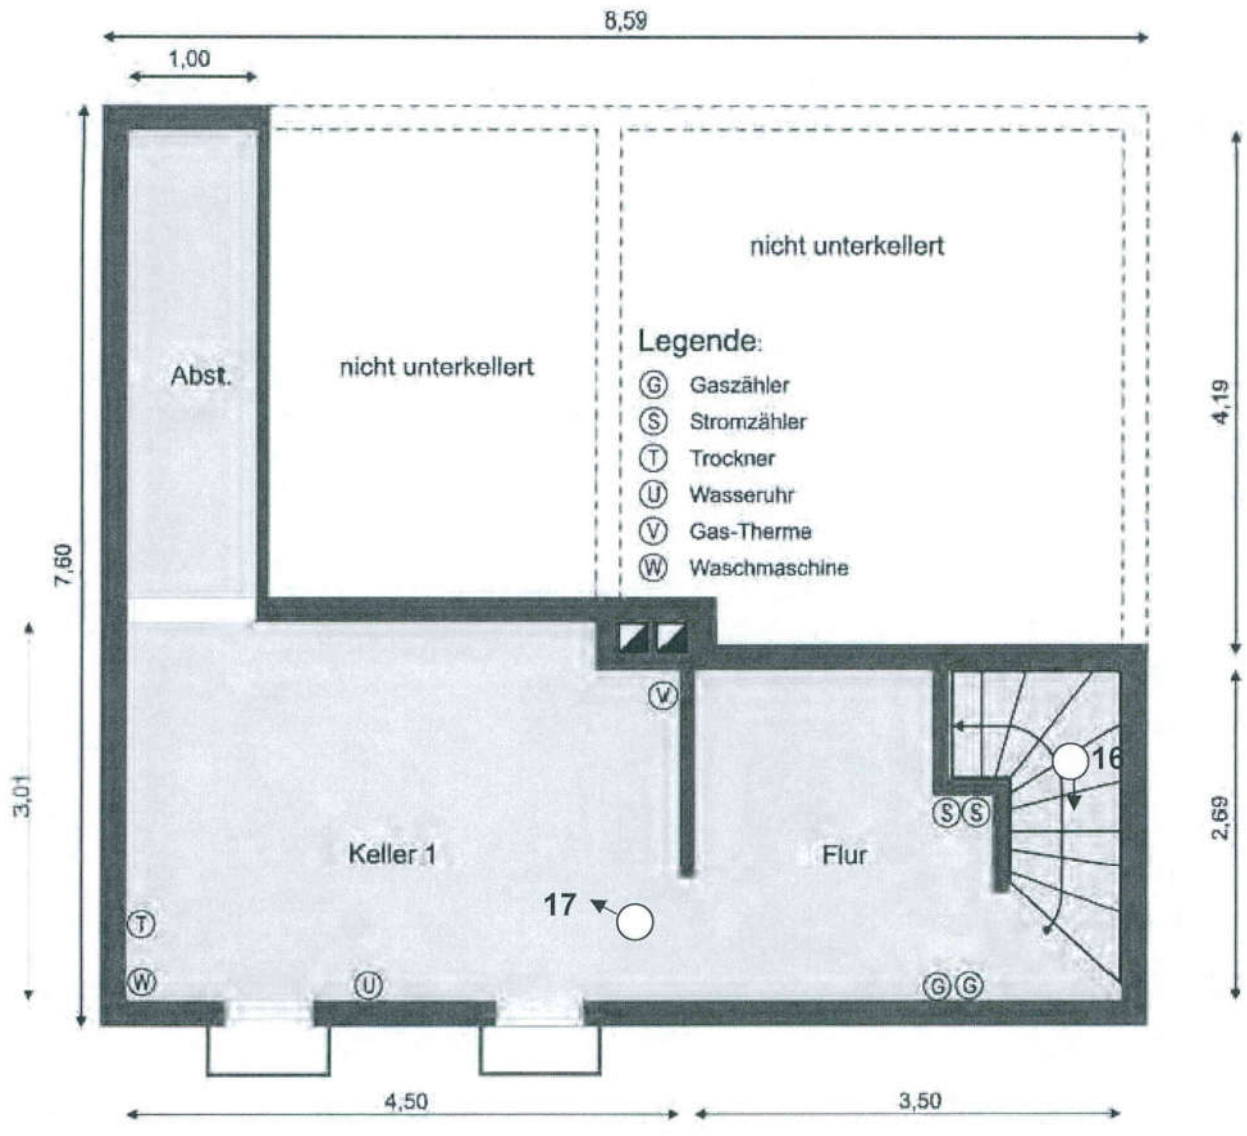 8,59
1,00
nicht unterkellert
Legende:
nicht unterkellert
Abst.
G Gaszähler
S Stromzähler
T Trockner
U Wasseruhr
V Gas-Therme
W Waschmaschine
4,19
7,60
V
16
S S
3,01
2,69
Keller 1
Flur
17
T
W
U
G G
4,50
3,50